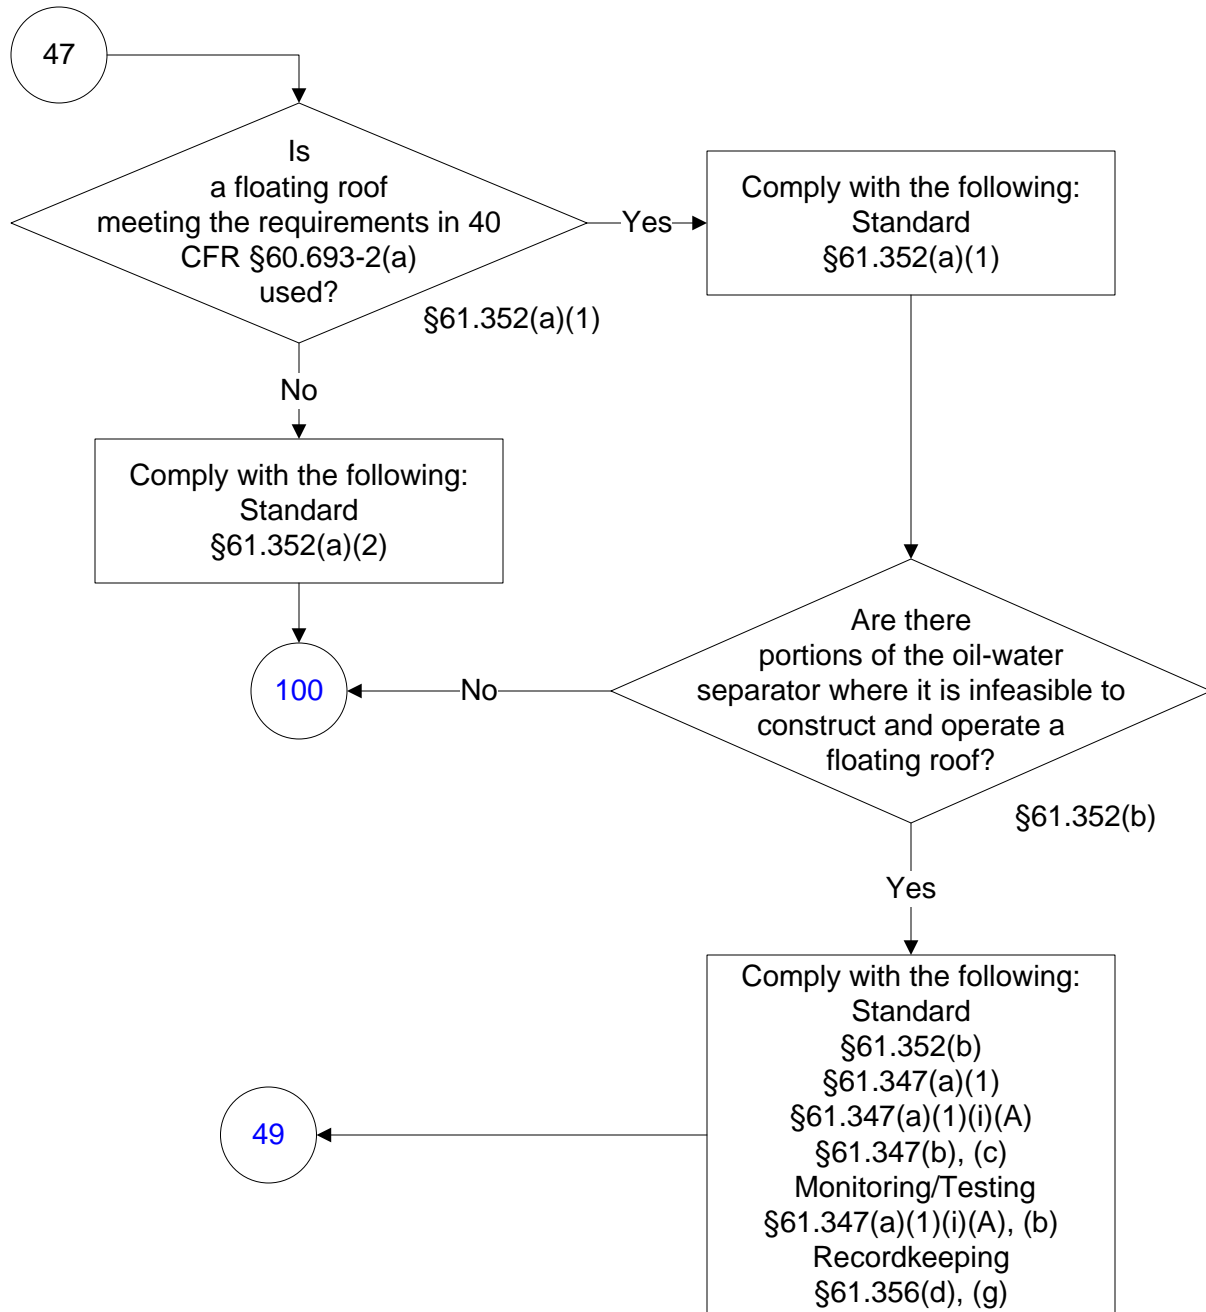 47
Is
a floating roof
meeting the requirements in 40
CFR §60.693-2(a)
used?
§61.352(a)(1)
Yes
Comply with the following:
Standard
§61.352(a)(1)
No
Comply with the following:
Standard
§61.352(a)(2)
100
No
Are there
portions of the oil-water
separator where it is infeasible to
construct and operate a
floating roof?
§61.352(b)
Yes
Comply with the following:
Standard
§61.352(b)
§61.347(a)(1)
§61.347(a)(1)(i)(A)
§61.347(b), (c)
Monitoring/Testing
§61.347(a)(1)(i)(A), (b)
Recordkeeping
§61.356(d), (g)
49